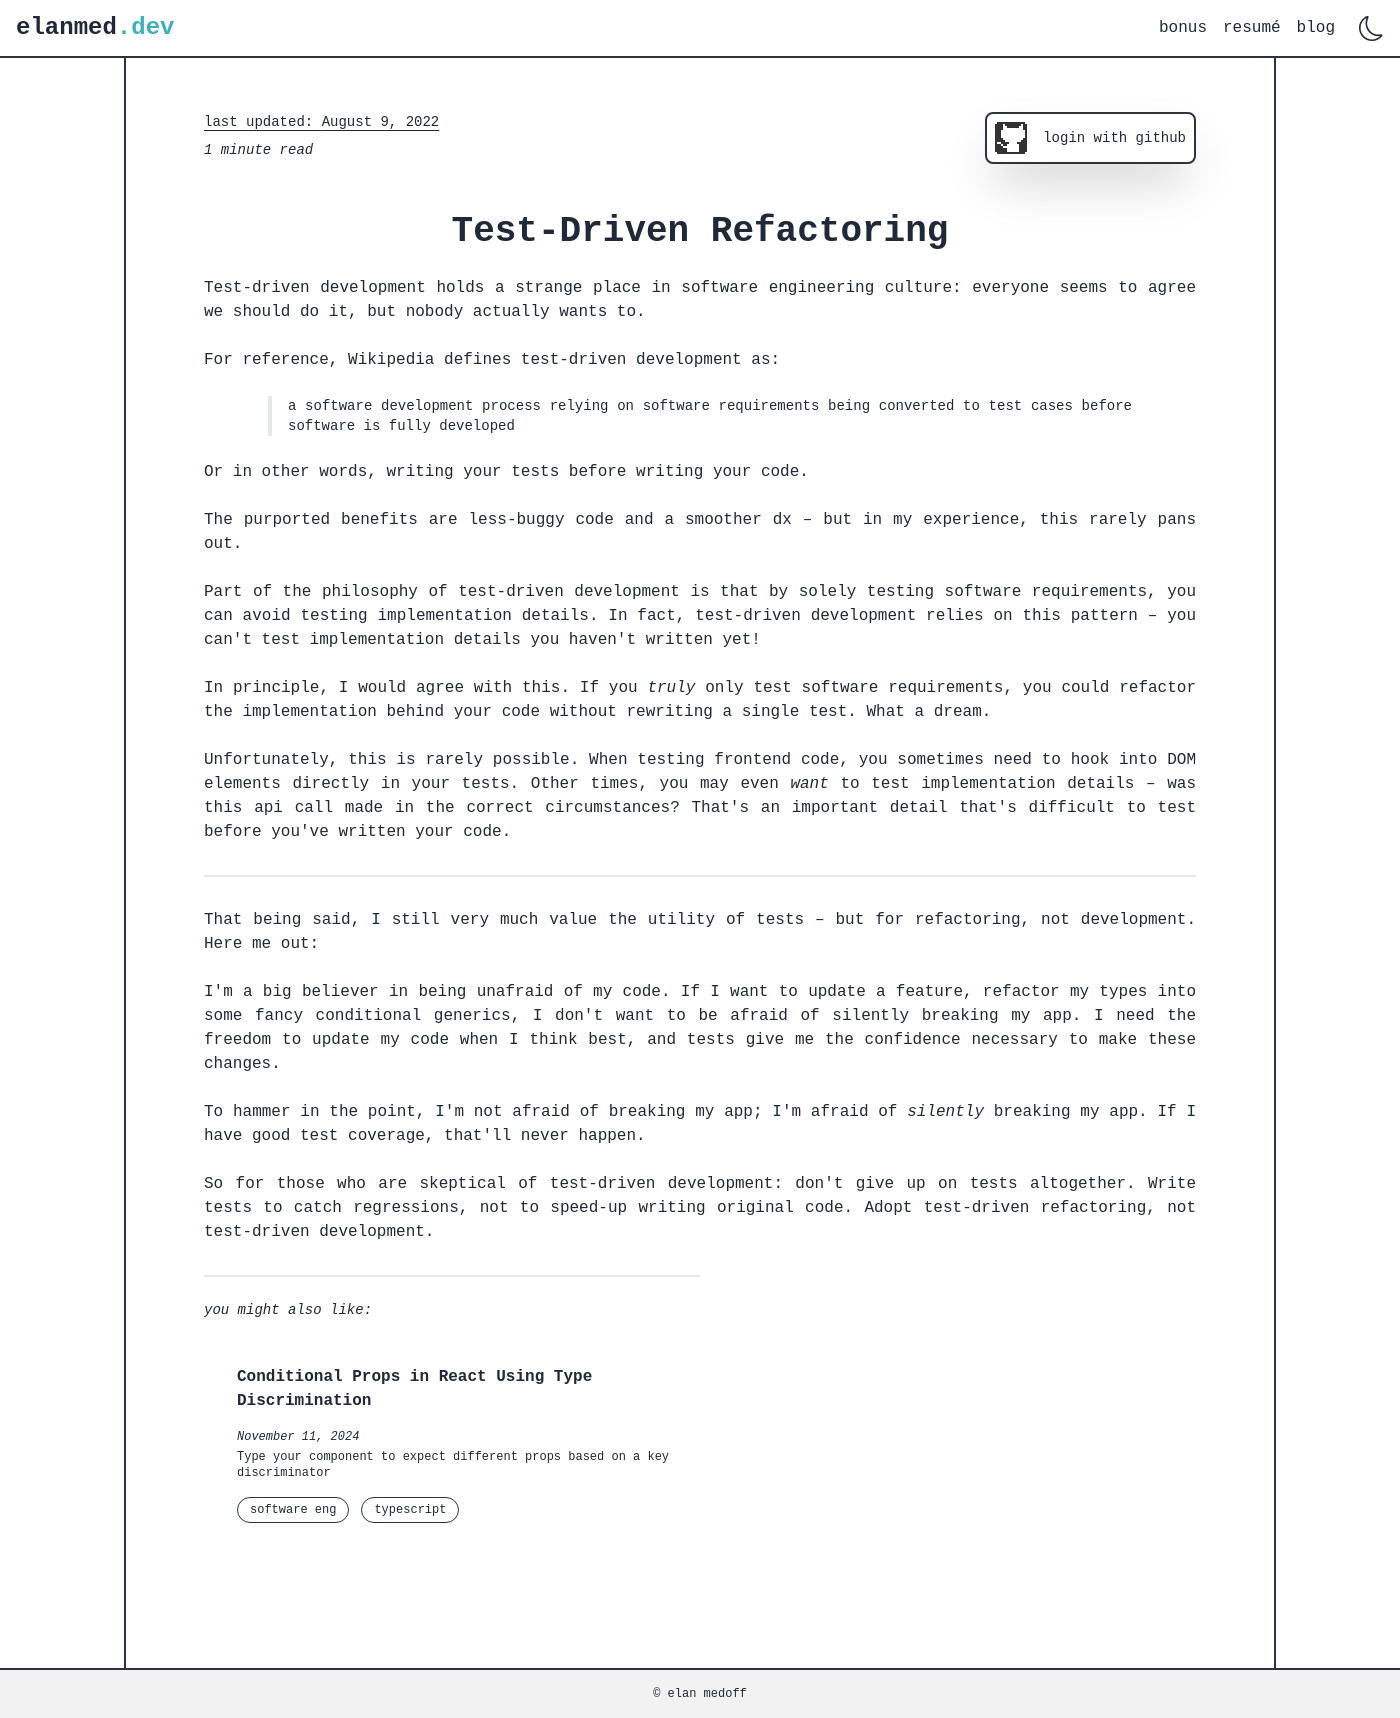 elanmed.dev
bonus resumé blog
last updated: August 9, 2022
1 minute read
login with github
Test-Driven Refactoring
Test-driven development holds a strange place in software engineering culture: everyone seems to agree
we should do it, but nobody actually wants to.
For reference, Wikipedia defines test-driven development as:
a software development process relying on software requirements being converted to test cases before
software is fully developed
Or in other words, writing your tests before writing your code.
The purported benefits are less-buggy code and a smoother dx – but in my experience, this rarely pans
out.
Part of the philosophy of test-driven development is that by solely testing software requirements, you
can avoid testing implementation details. In fact, test-driven development relies on this pattern – you
can't test implementation details you haven't written yet!
In principle, I would agree with this. If you truly only test software requirements, you could refactor
the implementation behind your code without rewriting a single test. What a dream.
Unfortunately, this is rarely possible. When testing frontend code, you sometimes need to hook into DOM
elements directly in your tests. Other times, you may even want to test implementation details – was
this api call made in the correct circumstances? That's an important detail that's difficult to test
before you've written your code.
That being said, I still very much value the utility of tests – but for refactoring, not development.
Here me out:
I'm a big believer in being unafraid of my code. If I want to update a feature, refactor my types into
some fancy conditional generics, I don't want to be afraid of silently breaking my app. I need the
freedom to update my code when I think best, and tests give me the confidence necessary to make these
changes.
To hammer in the point, I'm not afraid of breaking my app; I'm afraid of silently breaking my app. If I
have good test coverage, that'll never happen.
So for those who are skeptical of test-driven development: don't give up on tests altogether. Write
tests to catch regressions, not to speed-up writing original code. Adopt test-driven refactoring, not
test-driven development.
you might also like:
Conditional Props in React Using Type
Discrimination
November 11, 2024
Type your component to expect different props based on a key
discriminator
software eng typescript
© elan medoff